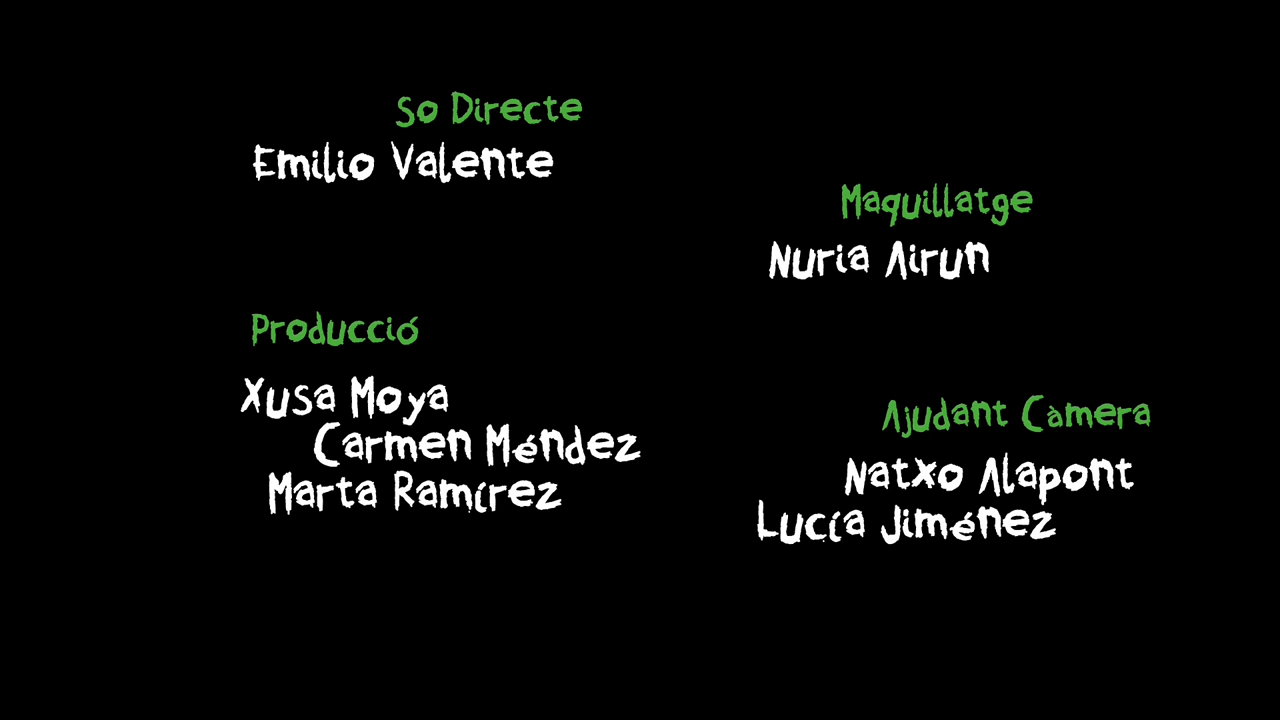 So Directe
Emilio Valente
Maquillatge
Nuria Airun
Producció
Xusa Moya
Carmen Méndez
Marta Ramírez
Ajudant Càmera
Natxo Alapont
Lucía Jiménez